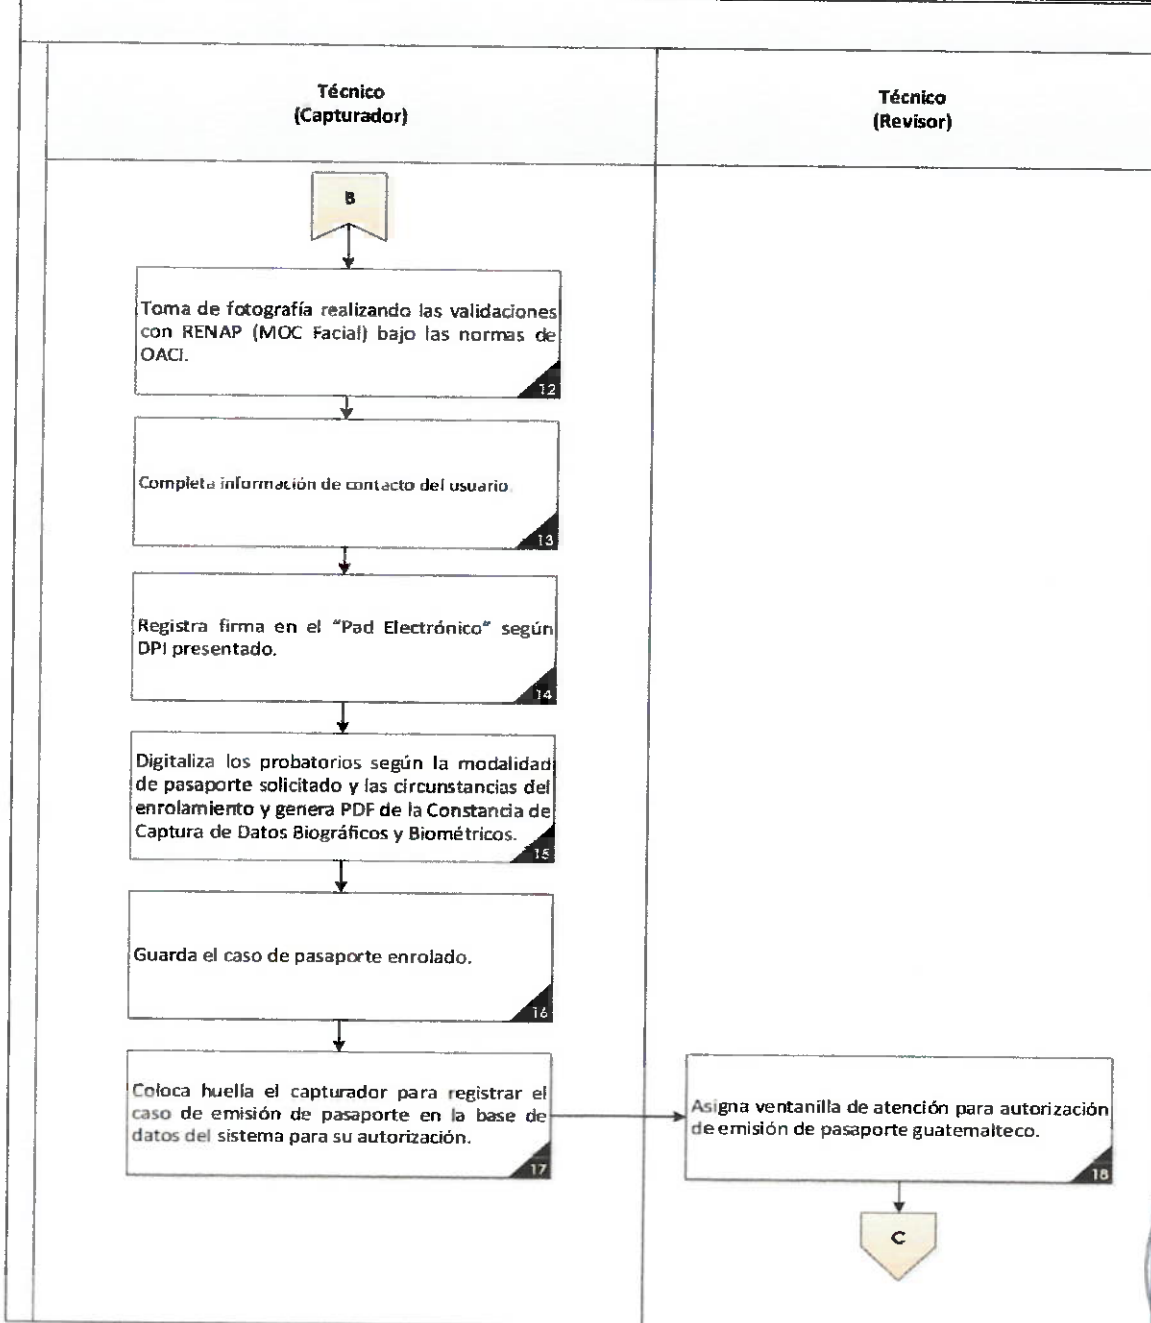 Técnico
(Capturador)
Técnico
(Revisor)
B
Toma de fotografía realizando las validaciones
con RENAP (MOC Facial) bajo las normas de
OACI.
12
Completa información de contacto del usuario.
13
Registra firma en el "Pad Electrónico" según
DPI presentado.
14
Digitaliza los probatorios según la modalidad
de pasaporte solicitado y las circunstancias del
enrolamiento y genera PDF de la Constancia de
Captura de Datos Biográficos y Biométricos.
15
Guarda el caso de pasaporte enrolado.
16
Coloca huella el capturador para registrar el
caso de emisión de pasaporte en la base de
datos del sistema para su autorización.
17
Asigna ventanilla de atención para autorización
de emisión de pasaporte guatemalteco.
18
C